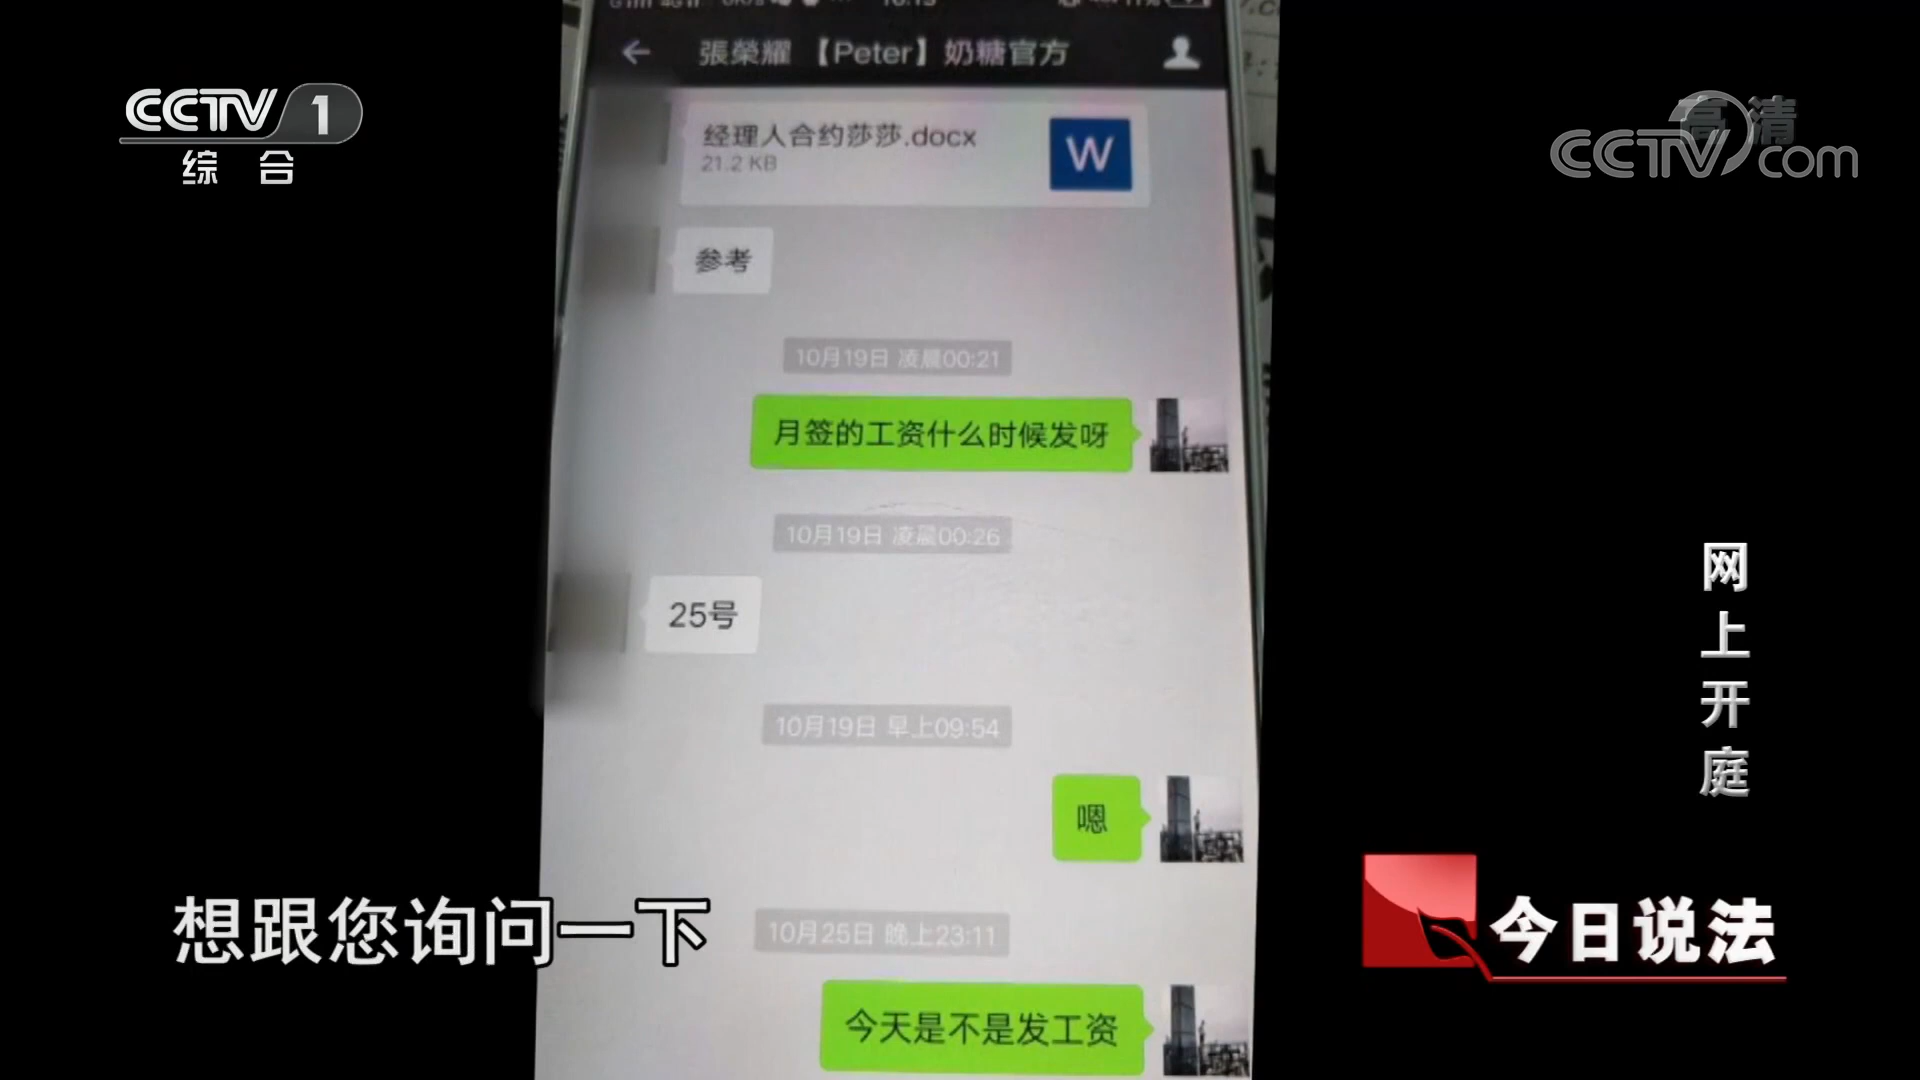 张榮耀 【Peter】奶糖官方
CCTV 1
综合
高清
CCTV.com
经理人合约莎莎.docx
21.2 KB
W
参考
10月19日 凌晨00:21
月签的工资什么时候发呀
10月19日 凌晨00:26
25号
10月19日 早上09:54
嗯
10月25日 晚上23:11
今天是不是发工资
网上开庭
想跟您询问一下
今日说法